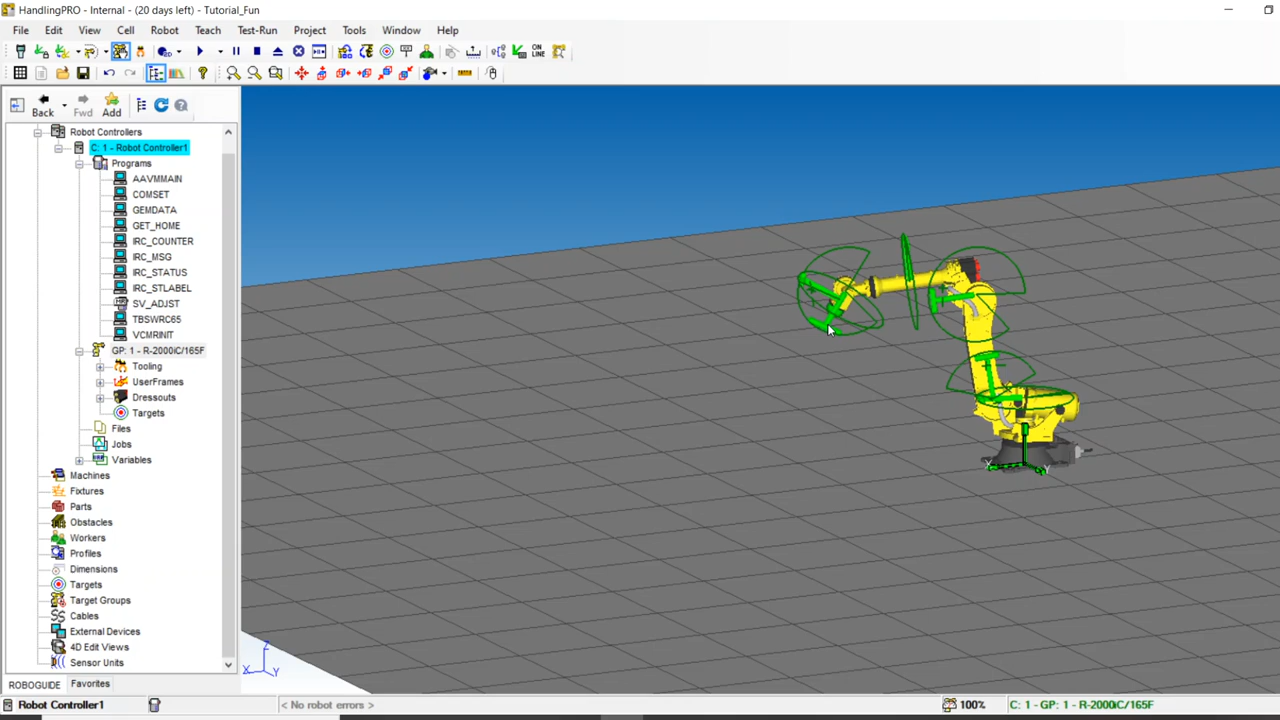 HandlingPRO - Internal - (20 days left) - Tutorial_Fun
File Edit View Cell Robot Teach Test-Run Project Tools Window Help
ON
LINE
Back Fwd Add
Robot Controllers
C: 1 - Robot Controller1
Programs
AAVMMAIN
COMSET
GEMDATA
GET_HOME
IRC_COUNTER
IRC_MSG
IRC_STATUS
IRC_STLABEL
SV_ADJST
TBSWRC65
VCMRINIT
GP: 1 - R-2000iC/165F
Tooling
UserFrames
Dressouts
Targets
Files
Jobs
Variables
Machines
Fixtures
Parts
Obstacles
Workers
Profiles
Dimensions
Targets
Target Groups
Cables
External Devices
4D Edit Views
Sensor Units
X Y
Z
X Y
ROBOGUIDE Favorites
Robot Controller1 < No robot errors > 100% C: 1 - GP: 1 - R-2000iC/165F